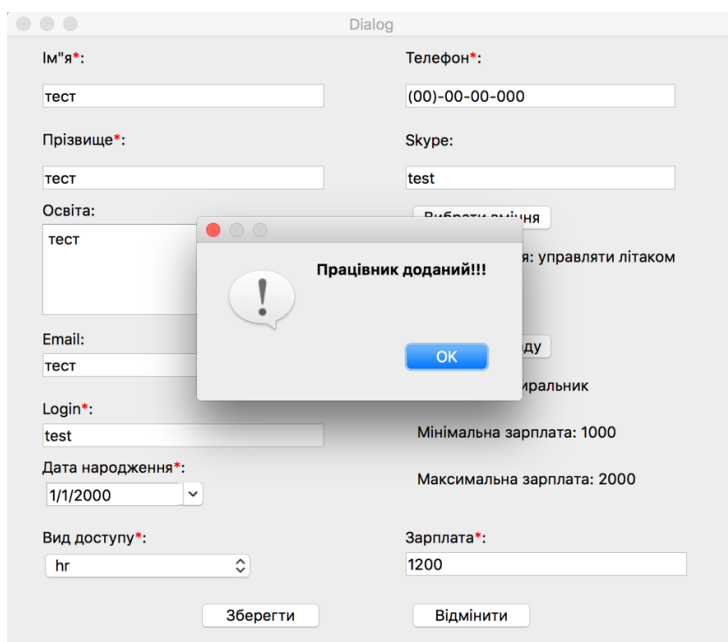 Dialog
Ім"я*:
тест
Прізвище*:
тест
Освіта:
тест
Email:
тест
Login*:
test
Дата народження*:
1/1/2000
Вид доступу*:
hr
Телефон*:
(00)-00-00-000
Skype:
test
Вибрати вміння
управляти літаком
Мінімальна зарплата: 1000
Максимальна зарплата: 2000
Зарплата*:
1200
Працівник доданий!!!
OK
Зберегти
Відмінити